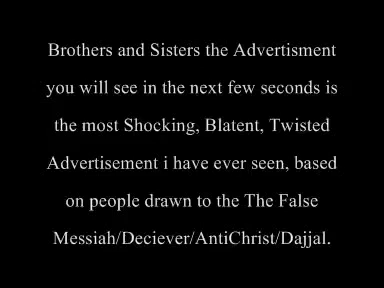 Brothers and Sisters the Advertisment
you will see in the next few seconds is
the most Shocking, Blatent, Twisted
Advertisement i have ever seen, based
on people drawn to the The False
Messiah/Deciever/AntiChrist/Dajjal.